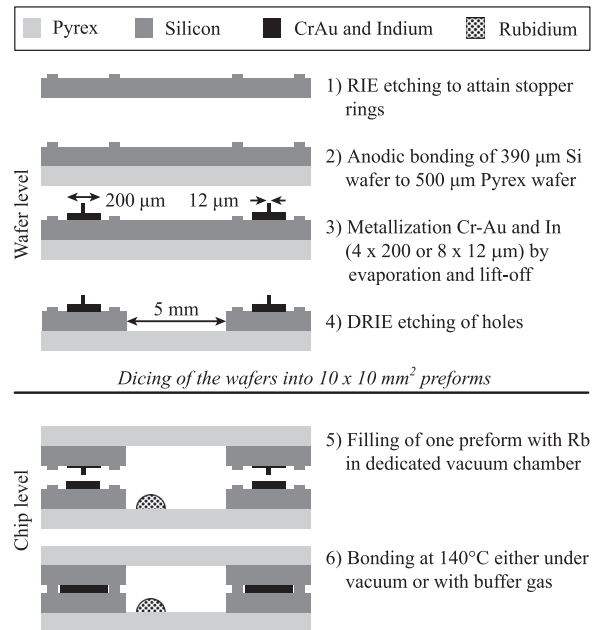 Pyrex Silicon CrAu and Indium Rubidium
1) RIE etching to attain stopper
rings
2) Anodic bonding of 390 μm Si
wafer to 500 μm Pyrex wafer
200 μm 12 μm
3) Metallization Cr-Au and In
(4 x 200 or 8 x 12 μm) by
evaporation and lift-off
5 mm
4) DRIE etching of holes
Wafer level
Dicing of the wafers into 10 x 10 mm² preforms
5) Filling of one preform with Rb
in dedicated vacuum chamber
6) Bonding at 140°C either under
vacuum or with buffer gas
Chip level